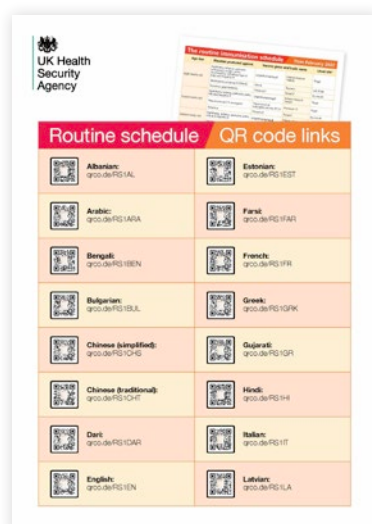 UK Health
Security
Agency
The routine immunisation schedule
Routine schedule
QR code links
Albanian:
qrco.de/RS1AL
Arabic:
qrco.de/RS1ARA
Bengali:
qrco.de/RS1BEN
Bulgarian:
qrco.de/RS1BUL
Chinese (simplified):
qrco.de/RS1CHS
Chinese (traditional):
qrco.de/RS1CHT
Dari:
qrco.de/RS1DAR
English:
qrco.de/RS1EN
Estonian:
qrco.de/RS1EST
Farsi:
qrco.de/RS1FAR
French:
qrco.de/RS1FR
Greek:
qrco.de/RS1GRK
Gujarati:
qrco.de/RS1GR
Hindi:
qrco.de/RS1HI
Italian:
qrco.de/RS1IT
Latvian:
qrco.de/RS1LA